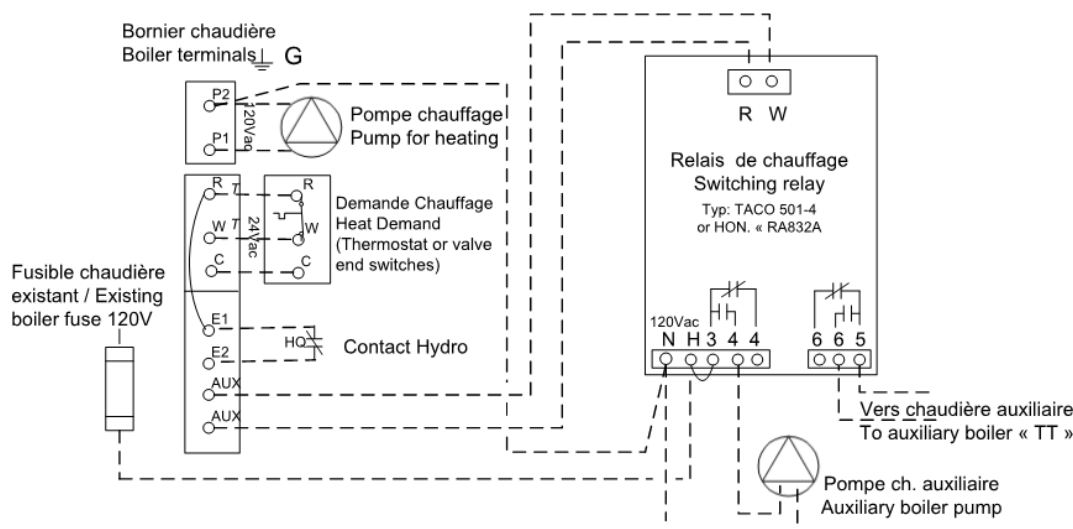 Bornier chaudière
Boiler terminals
G
P2
120Vac
P1
Pompe chauffage
Pump for heating
R T
W T
24Vac
C
R
W
C
Demande Chauffage
Heat Demand
(Thermostat or valve
end switches)
Fusible chaudière
existant / Existing
boiler fuse 120V
E1
E2
HQ
Contact Hydro
AUX
AUX
R W
Relais de chauffage
Switching relay
Typ: TACO 501-4
or HON. « RA832A
120Vac
N H 3 4 4
6 6 5
Vers chaudière auxiliaire
To auxiliary boiler « TT »
Pompe ch. auxiliaire
Auxiliary boiler pump